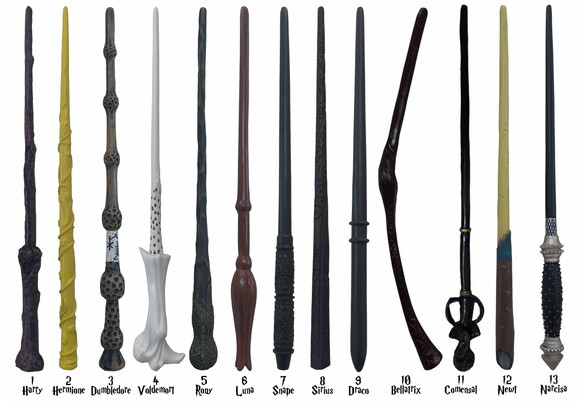 1 2 3 4 5 6 7 8 9 10 11 12 13
Harry Hermione Dumbledore Voldemort Rony Luna Snape Sirius Draco Bellatrix Comensal Newt Narcisa